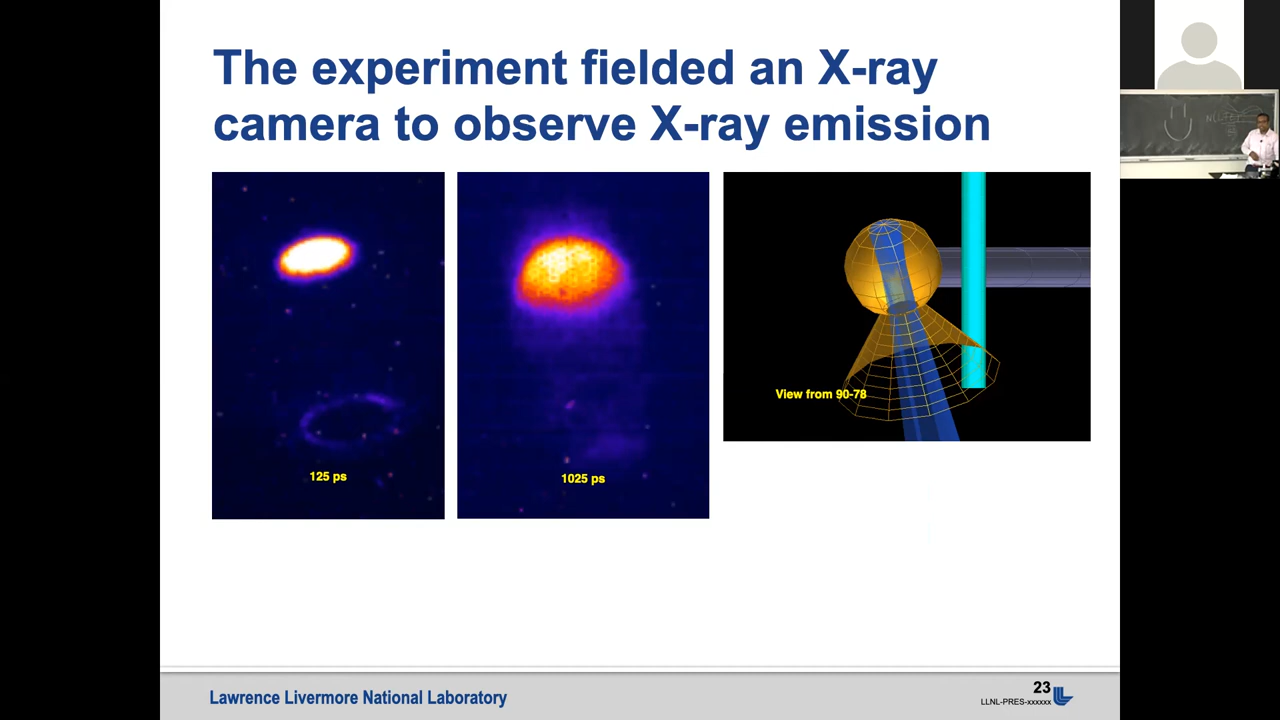 The experiment fielded an X-ray
camera to observe X-ray emission
125 ps
1025 ps
View from 90-78
Lawrence Livermore National Laboratory
23
LLNL-PRES-xxxxxx